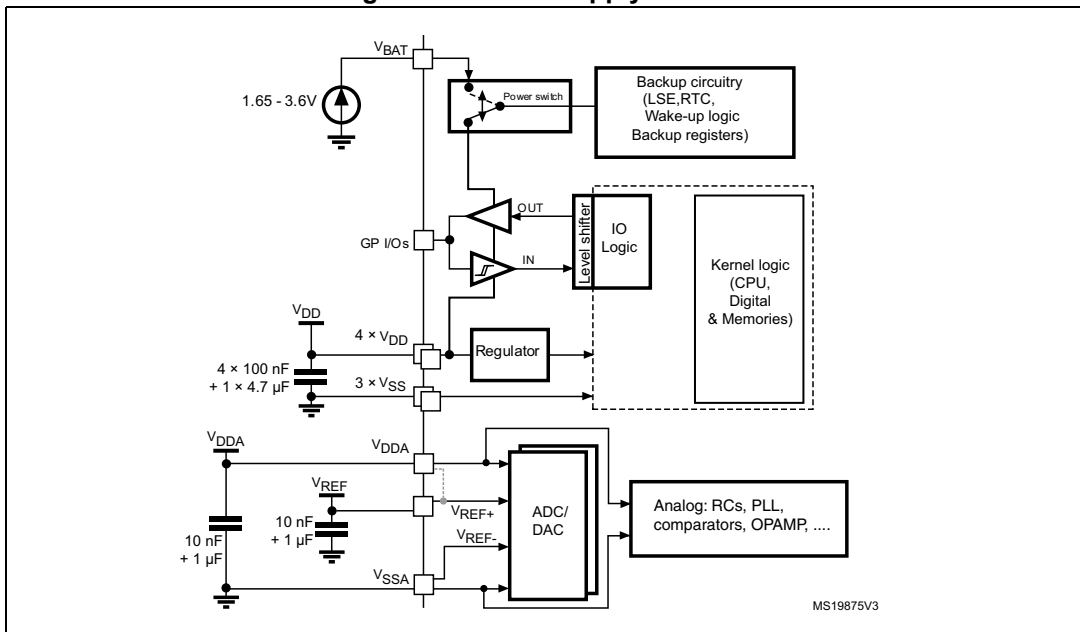 V_BAT
1.65 - 3.6V
Power switch
Backup circuitry
(LSE,RTC,
Wake-up logic
Backup registers)
OUT
GP I/Os
IN
Level shifter
IO
Logic
Kernel logic
(CPU,
Digital
& Memories)
V_DD
4 × V_DD
Regulator
4 × 100 nF
+ 1 × 4.7 μF
3 × V_SS
V_DDA
V_DDA
V_REF
10 nF
+ 1 μF
V_REF+
V_REF-
ADC/
DAC
Analog: RCs, PLL,
comparators, OPAMP, ....
10 nF
+ 1 μF
V_SSA
MS19875V3